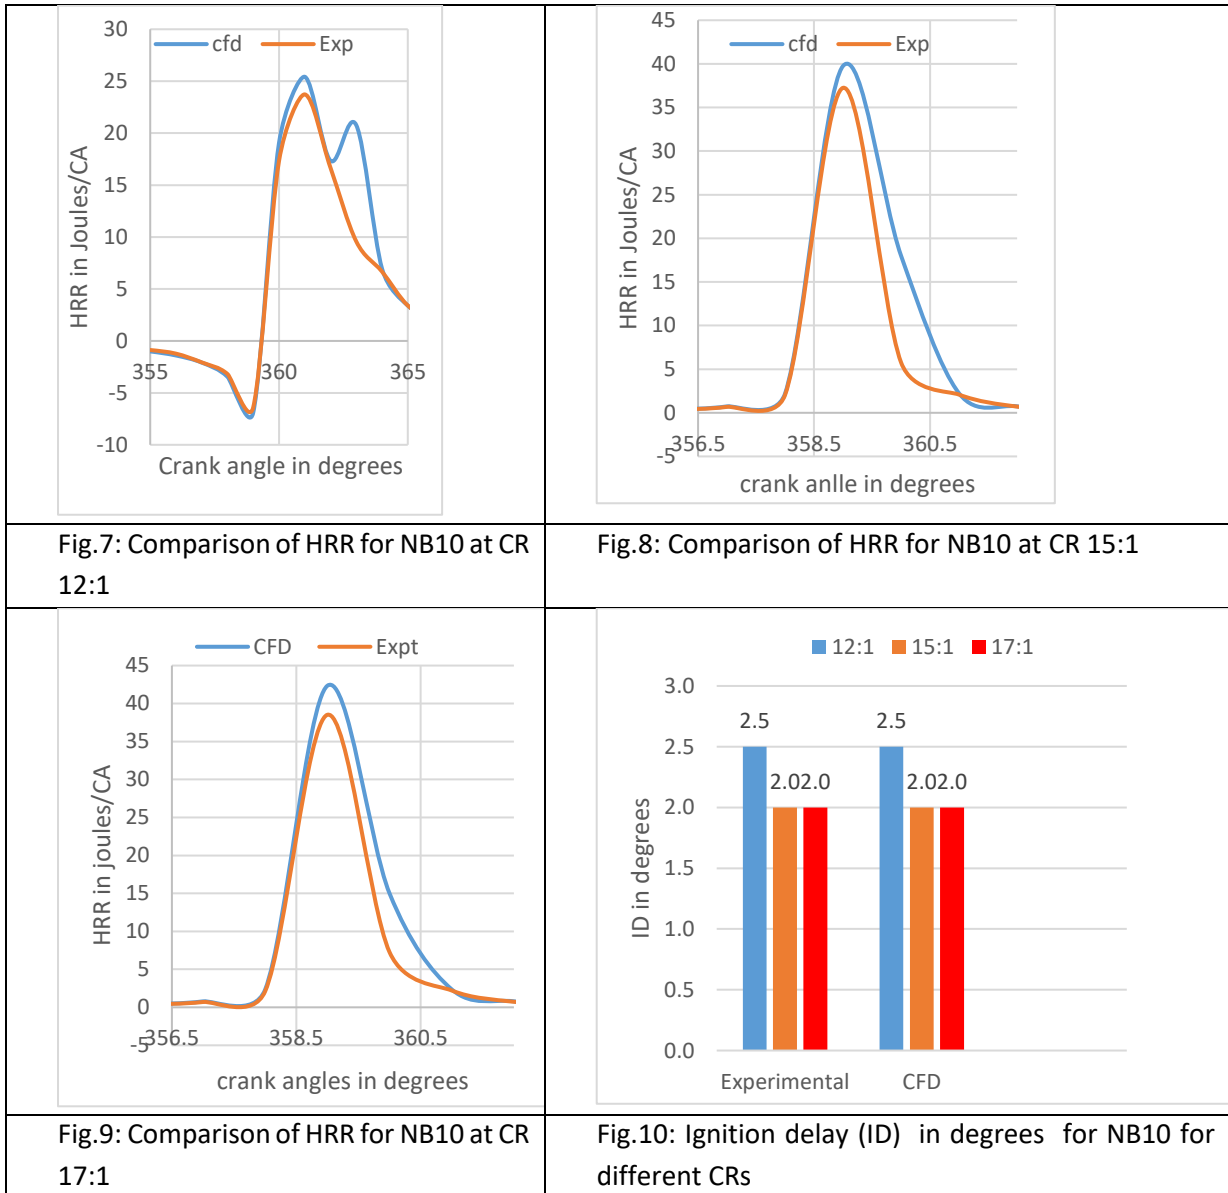 30
cfd Exp
25
20
15
10
5
0
355 360 365
-5
-10
HRR in Joules/CA
Crank angle in degrees
45
cfd Exp
40
35
30
25
20
15
10
5
0
-5
356.5 358.5 360.5
HRR in Joules/CA
crank anlle in degrees
Fig.7: Comparison of HRR for NB10 at CR
12:1
Fig.8: Comparison of HRR for NB10 at CR 15:1
CFD Expt
45
40
35
30
25
20
15
10
5
0
-5
356.5 358.5 360.5
HRR in joules/CA
crank angles in degrees
12:1 15:1 17:1
3.0
2.5 2.5
2.5
2.02.0 2.02.0
2.0
1.5
1.0
0.5
0.0
ID in degrees
Experimental CFD
Fig.9: Comparison of HRR for NB10 at CR
17:1
Fig.10: Ignition delay (ID) in degrees for NB10 for
different CRs